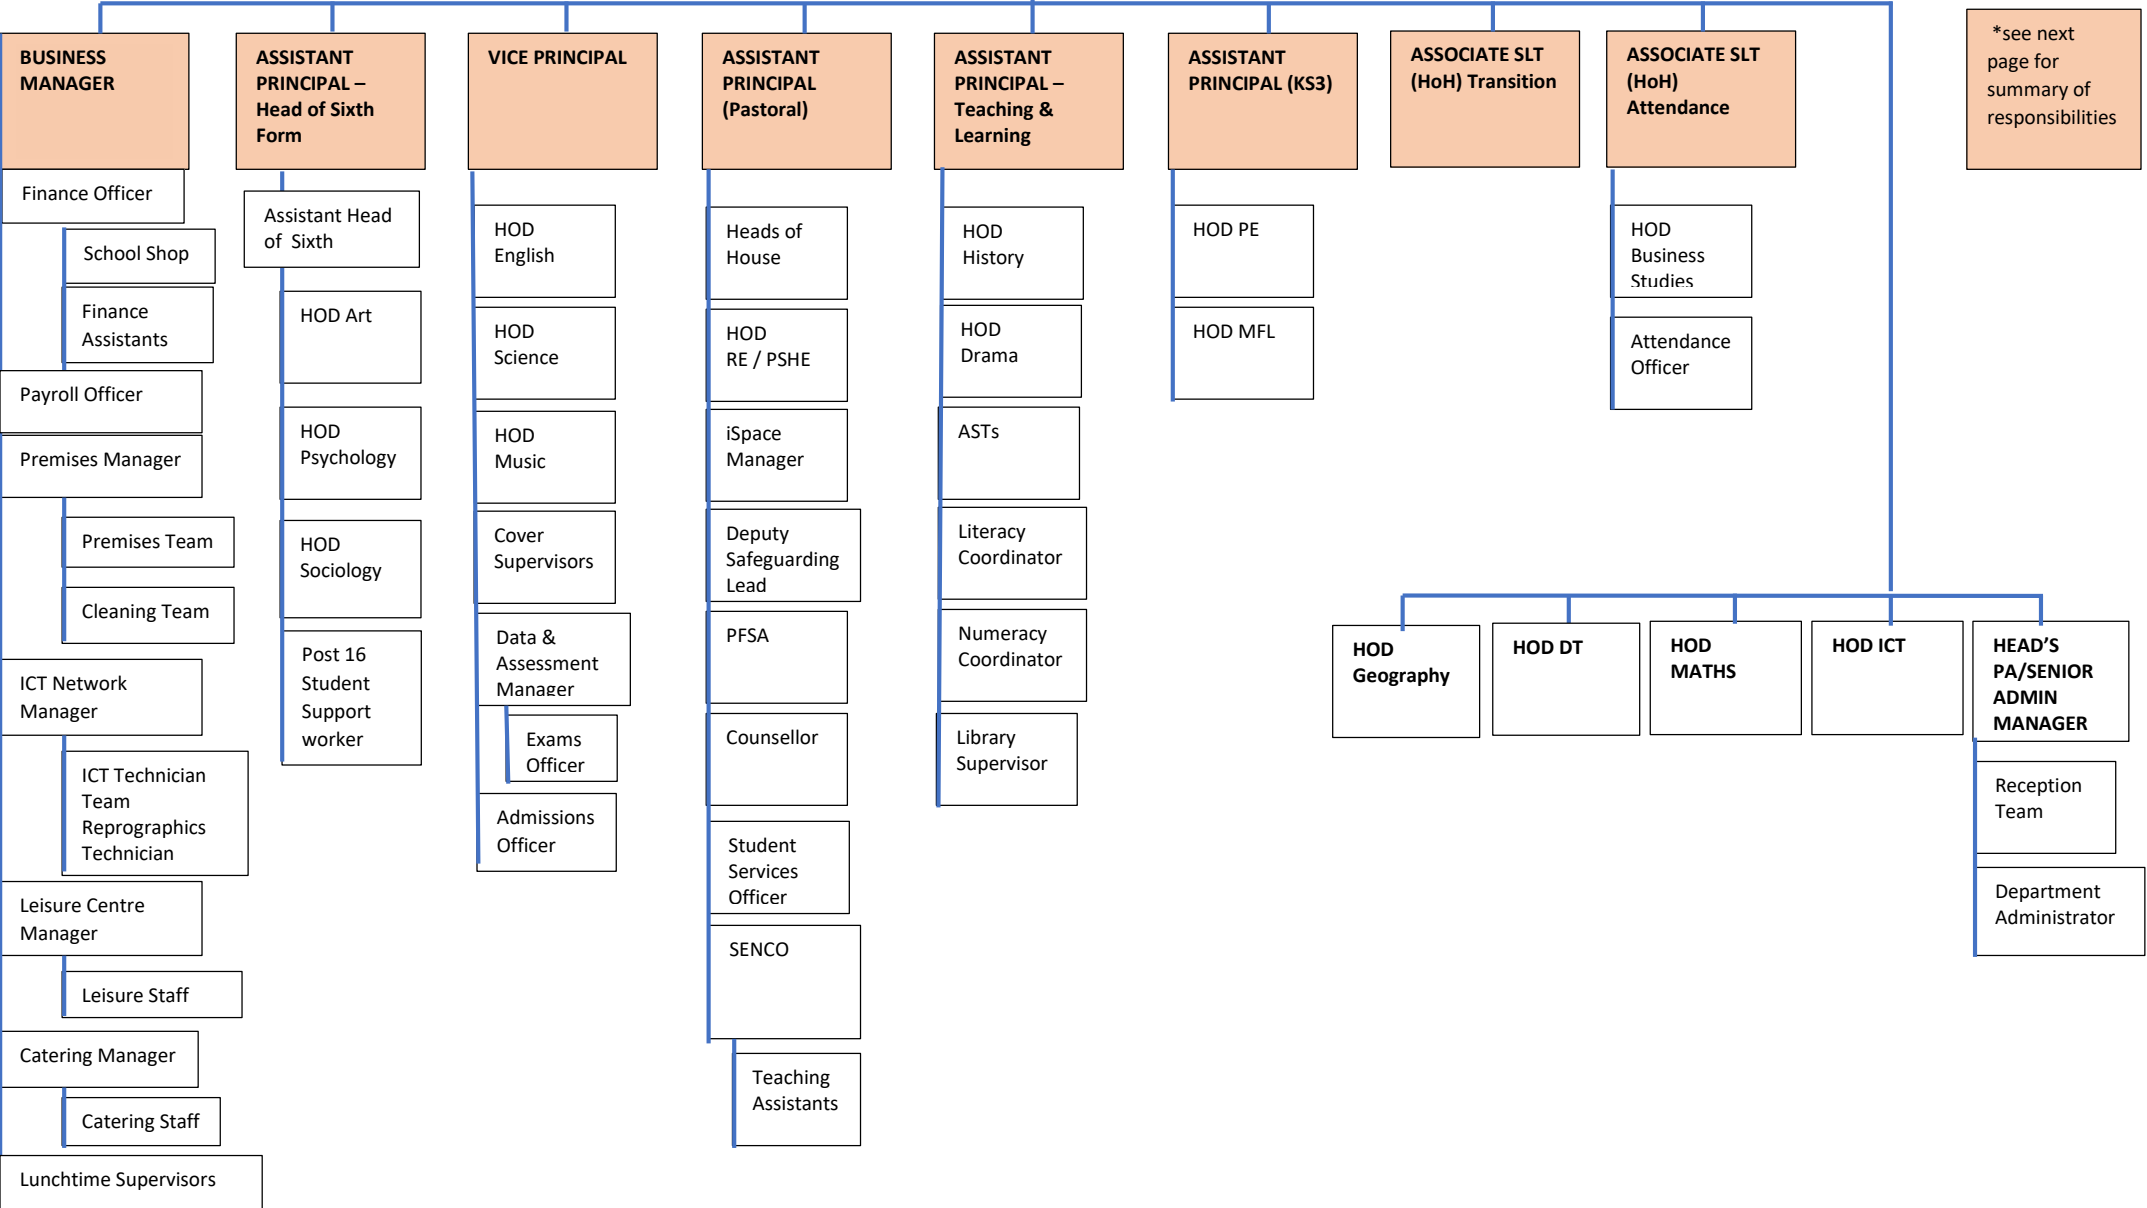 BUSINESS
MANAGER
Finance Officer
School Shop
Finance
Assistants
Payroll Officer
Premises Manager
Premises Team
Cleaning Team
ICT Network
Manager
ICT Technician
Team
Reprographics
Technician
Leisure Centre
Manager
Leisure Staff
Catering Manager
Catering Staff
Lunchtime Supervisors
ASSISTANT
PRINCIPAL –
Head of Sixth
Form
Assistant Head
of Sixth
HOD Art
HOD
Psychology
HOD
Sociology
Post 16
Student
Support
worker
VICE PRINCIPAL
HOD
English
HOD
Science
HOD
Music
Cover
Supervisors
Data &
Assessment
Manager
Exams
Officer
Admissions
Officer
ASSISTANT
PRINCIPAL
(Pastoral)
Heads of
House
HOD
RE / PSHE
iSpace
Manager
Deputy
Safeguarding
Lead
PFSA
Counsellor
Student
Services
Officer
SENCO
Teaching
Assistants
ASSISTANT
PRINCIPAL –
Teaching &
Learning
HOD
History
HOD
Drama
ASTs
Literacy
Coordinator
Numeracy
Coordinator
Library
Supervisor
ASSISTANT
PRINCIPAL (KS3)
HOD PE
HOD MFL
ASSOCIATE SLT
(HoH) Transition
ASSOCIATE SLT
(HoH)
Attendance
HOD
Business
Studies
Attendance
Officer
*see next
page for
summary of
responsibilities
HOD
Geography
HOD DT
HOD
MATHS
HOD ICT
HEAD’S
PA/SENIOR
ADMIN
MANAGER
Reception
Team
Department
Administrator